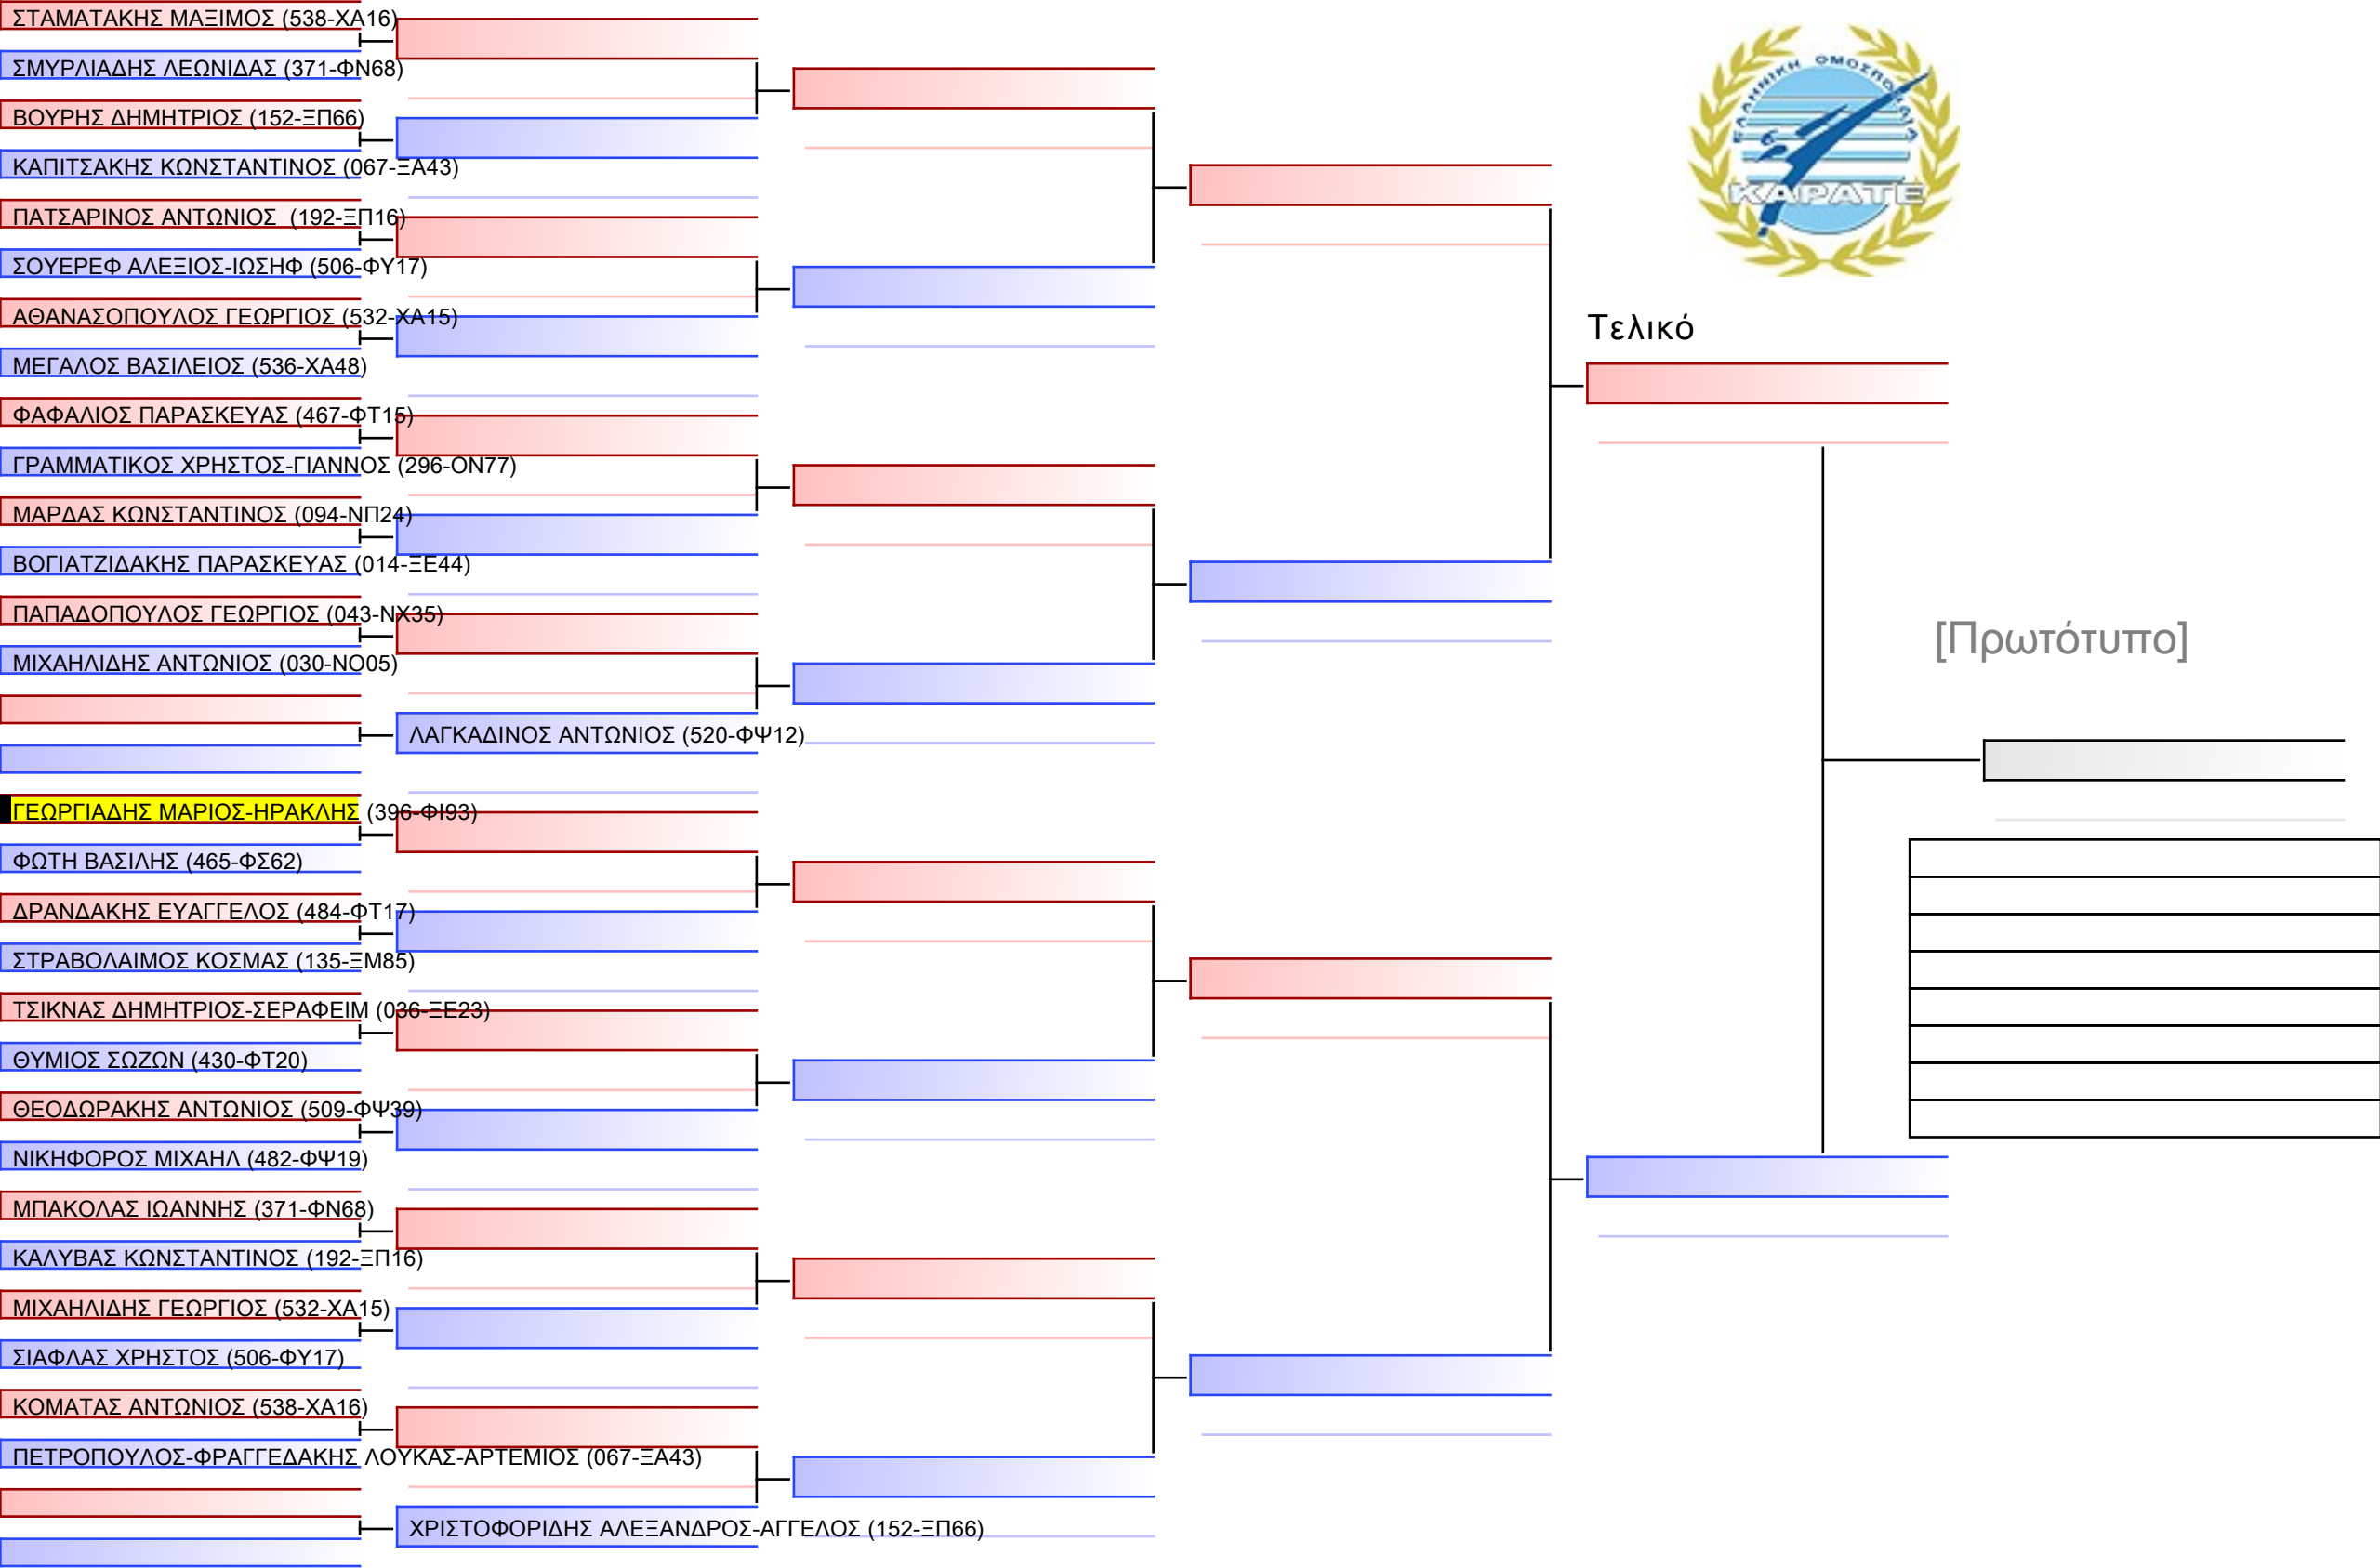 ΣΤΑΜΑΤΑΚΗΣ ΜΑΞΙΜΟΣ (538-ΧΑ16)
ΣΜΥΡΛΙΑΔΗΣ ΛΕΩΝΙΔΑΣ (371-ΦΝ68)
ΒΟΥΡΗΣ ΔΗΜΗΤΡΙΟΣ (152-ΞΠ66)
ΚΑΠΙΤΣΑΚΗΣ ΚΩΝΣΤΑΝΤΙΝΟΣ (067-ΞΑ43)
ΠΑΤΣΑΡΙΝΟΣ ΑΝΤΩΝΙΟΣ (192-ΞΠ16)
ΣΟΥΕΡΕΦ ΑΛΕΞΙΟΣ-ΙΩΣΗΦ (506-ΦΥ17)
ΑΘΑΝΑΣΟΠΟΥΛΟΣ ΓΕΩΡΓΙΟΣ (532-ΧΑ15)
ΜΕΓΑΛΟΣ ΒΑΣΙΛΕΙΟΣ (536-ΧΑ48)
ΦΑΦΑΛΙΟΣ ΠΑΡΑΣΚΕΥΑΣ (467-ΦΤ15)
ΓΡΑΜΜΑΤΙΚΟΣ ΧΡΗΣΤΟΣ-ΓΙΑΝΝΟΣ (296-ΟΝ77)
ΜΑΡΔΑΣ ΚΩΝΣΤΑΝΤΙΝΟΣ (094-ΝΠ24)
ΒΟΓΙΑΤΖΙΔΑΚΗΣ ΠΑΡΑΣΚΕΥΑΣ (014-ΞΕ44)
ΠΑΠΑΔΟΠΟΥΛΟΣ ΓΕΩΡΓΙΟΣ (043-ΝΧ35)
ΜΙΧΑΗΛΙΔΗΣ ΑΝΤΩΝΙΟΣ (030-ΝΟ05)
ΛΑΓΚΑΔΙΝΟΣ ΑΝΤΩΝΙΟΣ (520-ΦΨ12)
ΓΕΩΡΓΙΑΔΗΣ ΜΑΡΙΟΣ-ΗΡΑΚΛΗΣ (396-ΦΙ93)
ΦΩΤΗ ΒΑΣΙΛΗΣ (465-ΦΣ62)
ΔΡΑΝΔΑΚΗΣ ΕΥΑΓΓΕΛΟΣ (484-ΦΤ17)
ΣΤΡΑΒΟΛΑΙΜΟΣ ΚΟΣΜΑΣ (135-ΞΜ85)
ΤΣΙΚΝΑΣ ΔΗΜΗΤΡΙΟΣ-ΣΕΡΑΦΕΙΜ (036-ΞΕ23)
ΘΥΜΙΟΣ ΣΩΖΩΝ (430-ΦΤ20)
ΘΕΟΔΩΡΑΚΗΣ ΑΝΤΩΝΙΟΣ (509-ΦΨ39)
ΝΙΚΗΦΟΡΟΣ ΜΙΧΑΗΛ (482-ΦΨ19)
ΜΠΑΚΟΛΑΣ ΙΩΑΝΝΗΣ (371-ΦΝ68)
ΚΑΛΥΒΑΣ ΚΩΝΣΤΑΝΤΙΝΟΣ (192-ΞΠ16)
ΜΙΧΑΗΛΙΔΗΣ ΓΕΩΡΓΙΟΣ (532-ΧΑ15)
ΣΙΑΦΛΑΣ ΧΡΗΣΤΟΣ (506-ΦΥ17)
ΚΟΜΑΤΑΣ ΑΝΤΩΝΙΟΣ (538-ΧΑ16)
ΠΕΤΡΟΠΟΥΛΟΣ-ΦΡΑΓΓΕΔΑΚΗΣ ΛΟΥΚΑΣ-ΑΡΤΕΜΙΟΣ (067-ΞΑ43)
ΧΡΙΣΤΟΦΟΡΙΔΗΣ ΑΛΕΞΑΝΔΡΟΣ-ΑΓΓΕΛΟΣ (152-ΞΠ66)
ΕΛΛΗΝΙΚΗ ΟΜΟΣΠΟΝΔΙΑ
ΚΑΡΑΤΕ
Τελικό
[Πρωτότυπο]